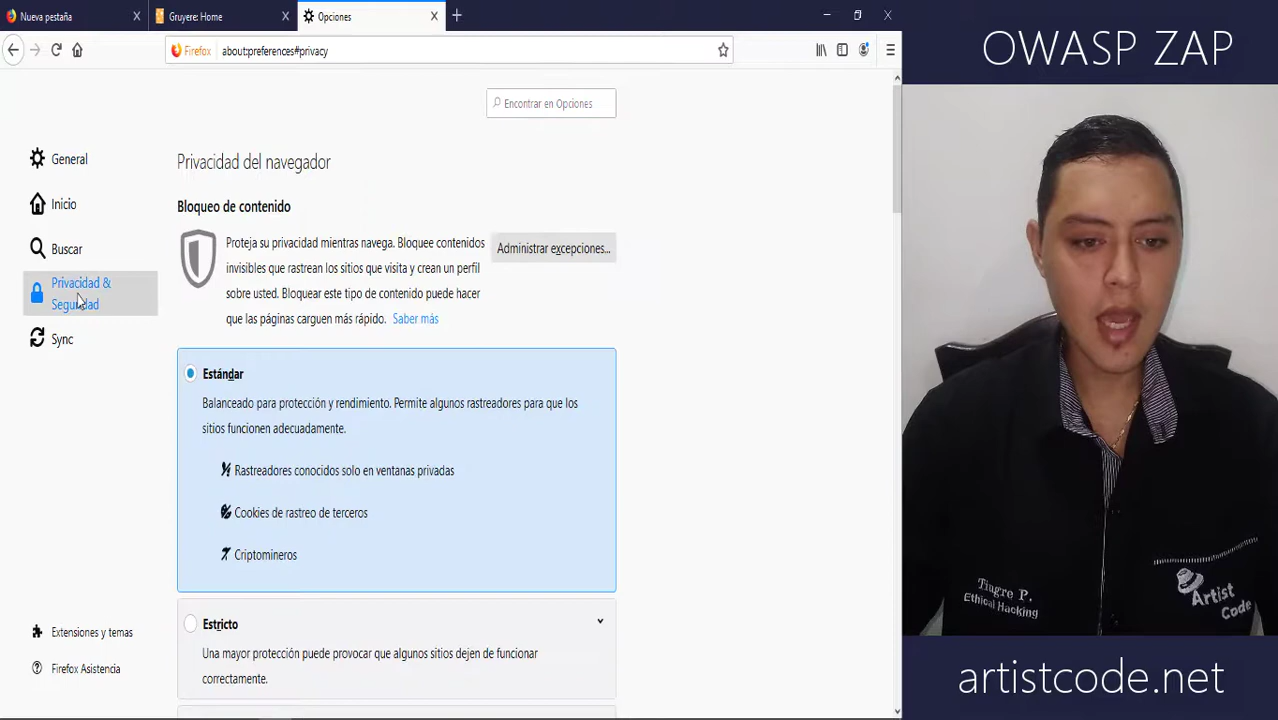 Nueva pestaña
Gruyere: Home
Opciones
Firefox
about:preferences#privacy
OWASP ZAP
Encontrar en Opciones
General
Inicio
Buscar
Privacidad &
Seguridad
Sync
Privacidad del navegador
Bloqueo de contenido
Proteja su privacidad mientras navega. Bloquee contenidos
invisibles que rastrean los sitios que visita y crean un perfil
sobre usted. Bloquear este tipo de contenido puede hacer
que las páginas carguen más rápido. Saber más
Administrar excepciones...
Estándar
Balanceado para protección y rendimiento. Permite algunos rastreadores para que los
sitios funcionen adecuadamente.
Rastreadores conocidos solo en ventanas privadas
Cookies de rastreo de terceros
Criptomineros
Estricto
Una mayor protección puede provocar que algunos sitios dejen de funcionar
correctamente.
Extensiones y temas
Firefox Asistencia
Tingre P.
Ethical Hacking
Artist
Code
artistcode.net